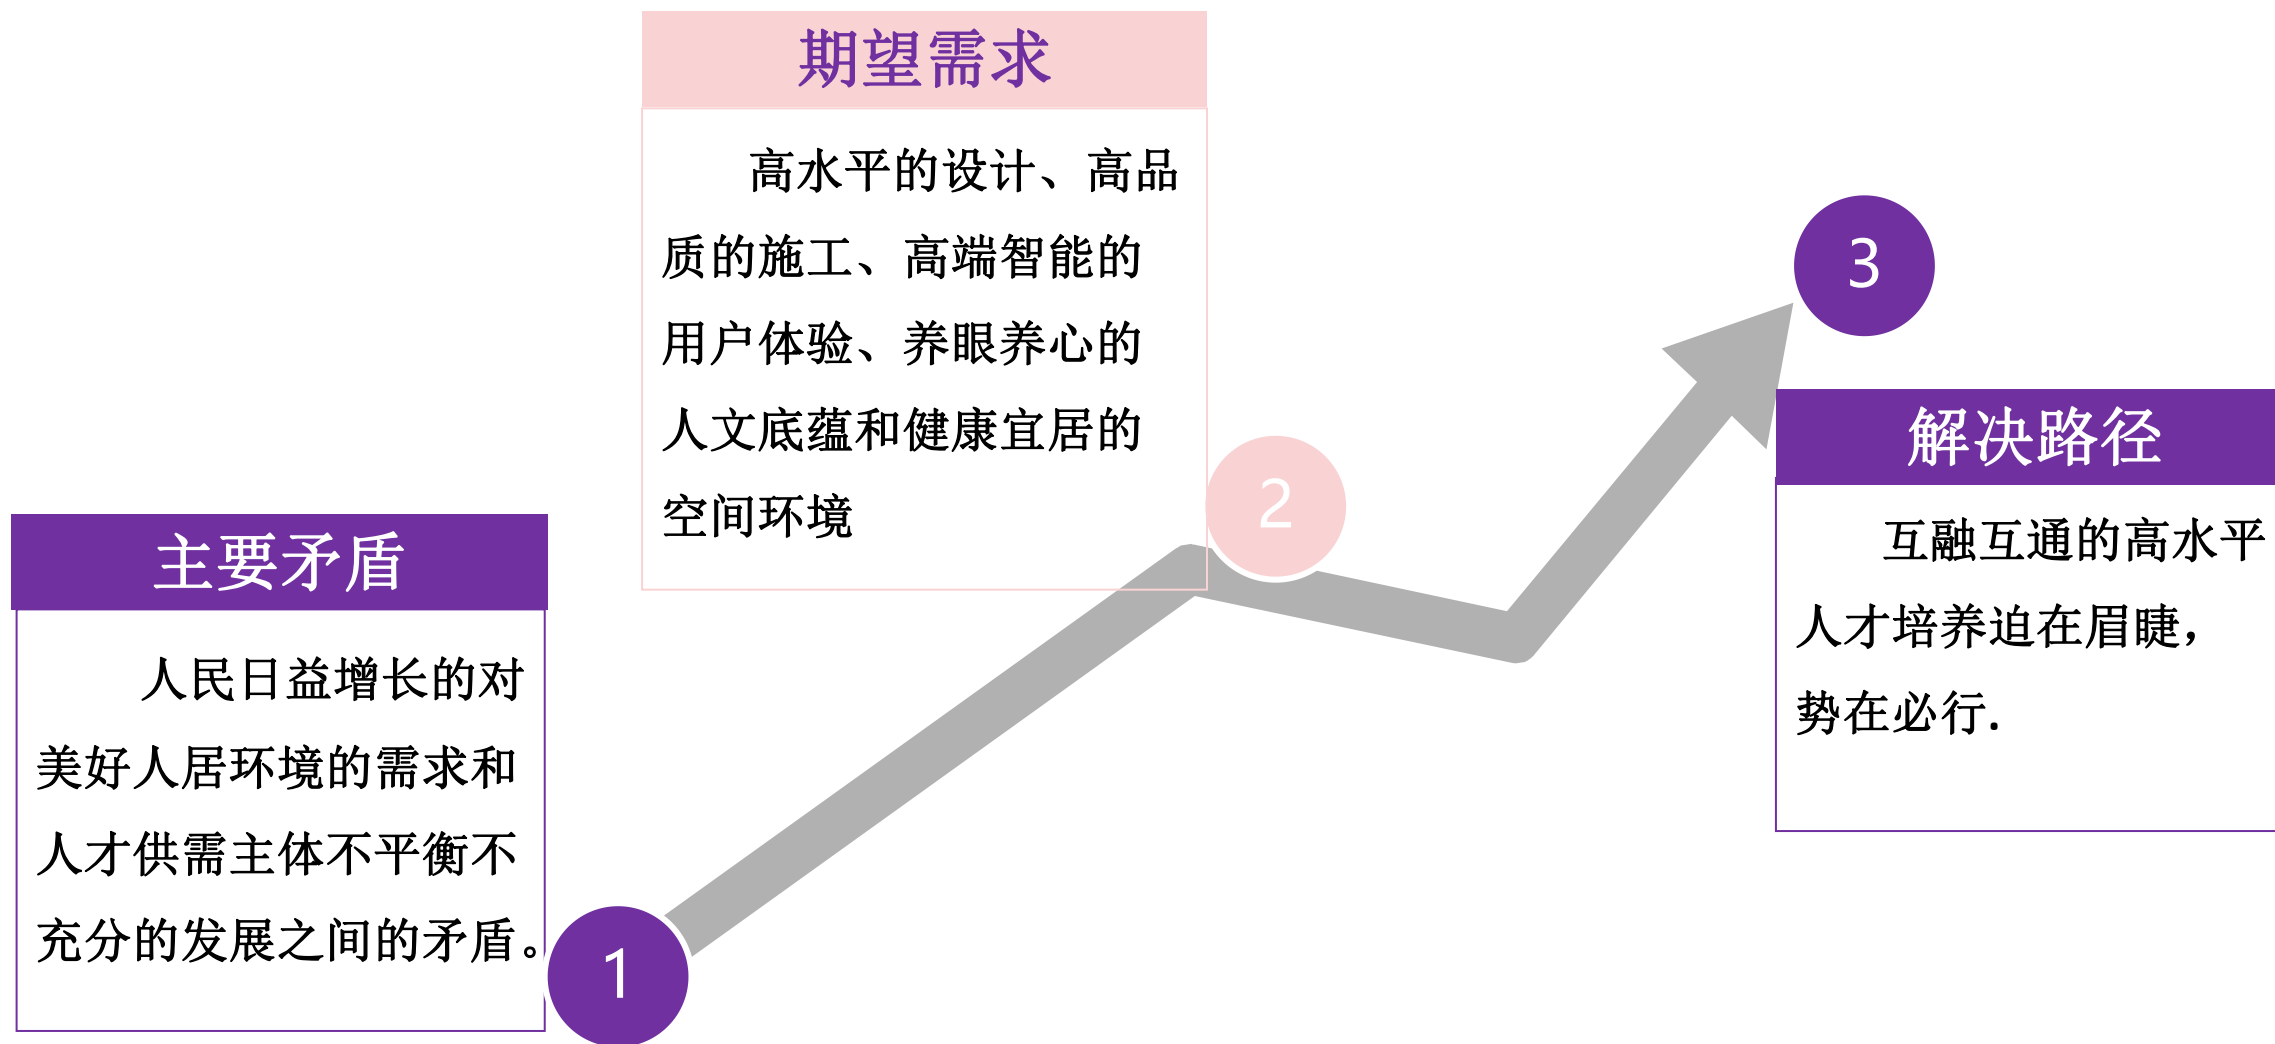 主要矛盾
人民日益增长的对
美好人居环境的需求和
人才供需主体不平衡不
充分的发展之间的矛盾。
1
期望需求
高水平的设计、高品
质的施工、高端智能的
用户体验、养眼养心的
人文底蕴和健康宜居的
空间环境
2
3
解决路径
互融互通的高水平
人才培养迫在眉睫，
势在必行.